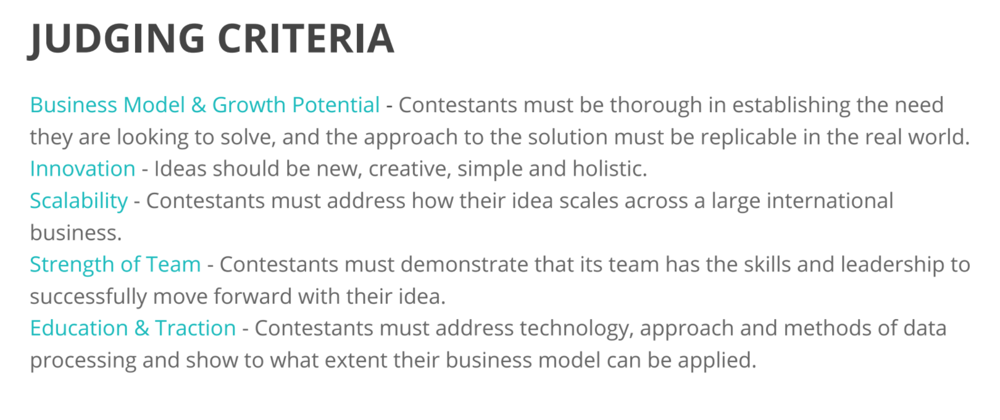 JUDGING CRITERIA
Business Model & Growth Potential - Contestants must be thorough in establishing the need
they are looking to solve, and the approach to the solution must be replicable in the real world.
Innovation - Ideas should be new, creative, simple and holistic.
Scalability - Contestants must address how their idea scales across a large international
business.
Strength of Team - Contestants must demonstrate that its team has the skills and leadership to
successfully move forward with their idea.
Education & Traction - Contestants must address technology, approach and methods of data
processing and show to what extent their business model can be applied.